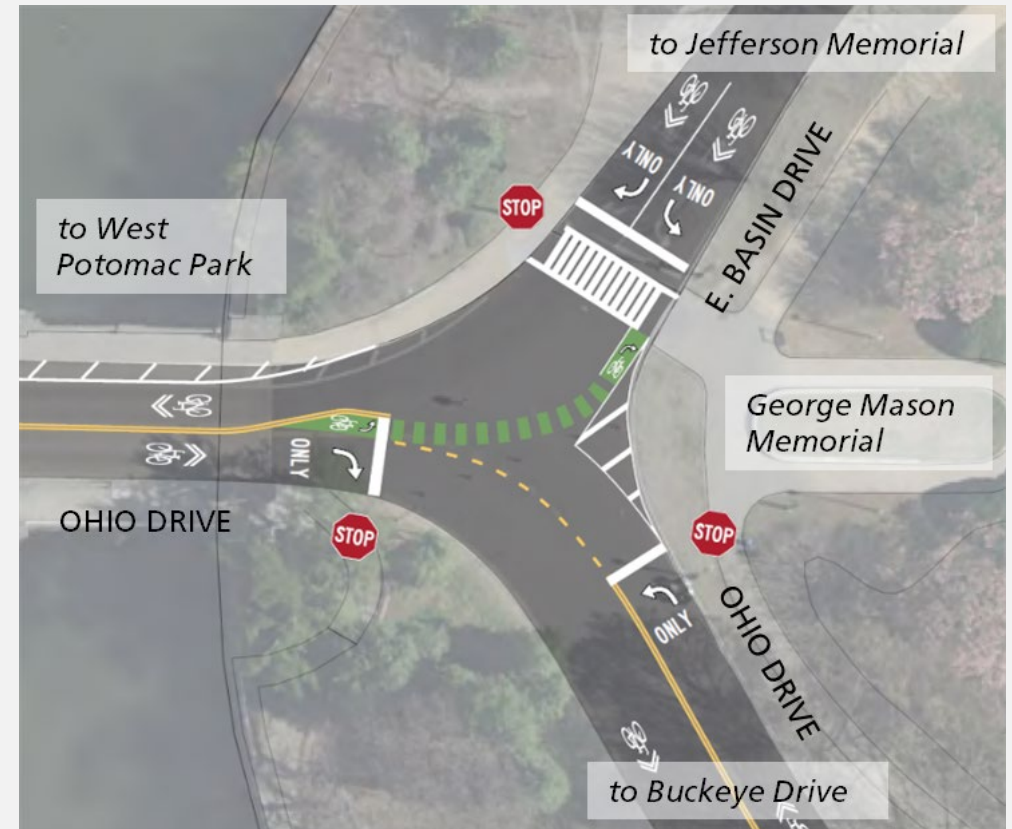 to Jefferson Memorial
ONLY
ONLY
STOP
E. BASIN DRIVE
to West
Potomac Park
George Mason
Memorial
ONLY
OHIO DRIVE
STOP
STOP
ONLY
OHIO DRIVE
to Buckeye Drive